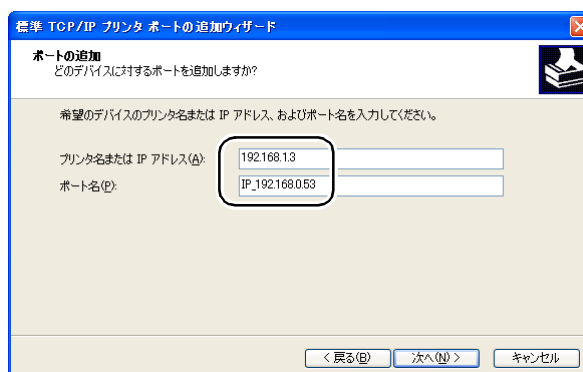 標準 TCP/IP プリンタ ポートの追加ウィザード
ポートの追加
どのデバイスに対するポートを追加しますか?
希望のデバイスのプリンタ名または IP アドレス、およびポート名を入力してください。
プリンタ名または IP アドレス(A): 192.168.1.3
ポート名(P): IP_192.168.0.53
< 戻る(B) 次へ(N) > キャンセル